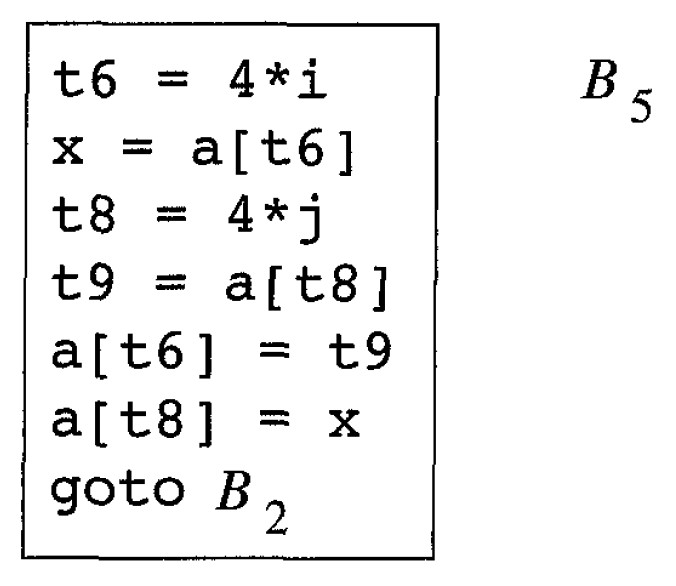 t6 = 4*i
x = a[t6]
t8 = 4*j
t9 = a[t8]
a[t6] = t9
a[t8] = x
goto B2
B5